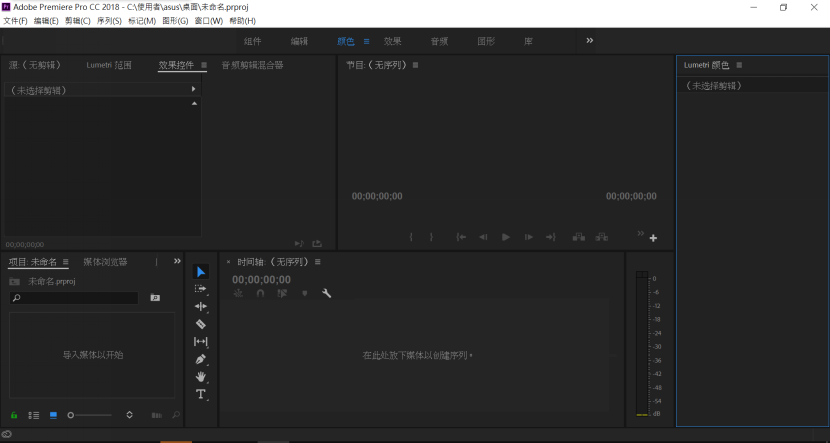 Adobe Premiere Pro CC 2018 - C:\使用者\asus\桌面\未命名.prproj
文件(F) 编辑(E) 剪辑(C) 序列(S) 标记(M) 图形(G) 窗口(W) 帮助(H)
组件 编辑 颜色 效果 音频 图形 库
源（无剪辑） Lumetri 范围 效果控件 音频剪辑混合器
节目:（无序列）
Lumetri 颜色
（未选择剪辑）
（未选择剪辑）
00;00;00;00
00;00;00;00
00;00;00;00
项目: 未命名 媒体浏览器
时间轴:（无序列）
未命名.prproj
00;00;00;00
导入媒体以开始
在此处放下媒体以创建序列。
T
0
-6
-12
-18
-24
-30
-36
-42
-48
-54
dB